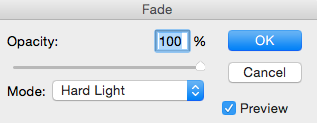 Fade
Opacity: 100 % OK
Cancel
Mode: Hard Light
Preview